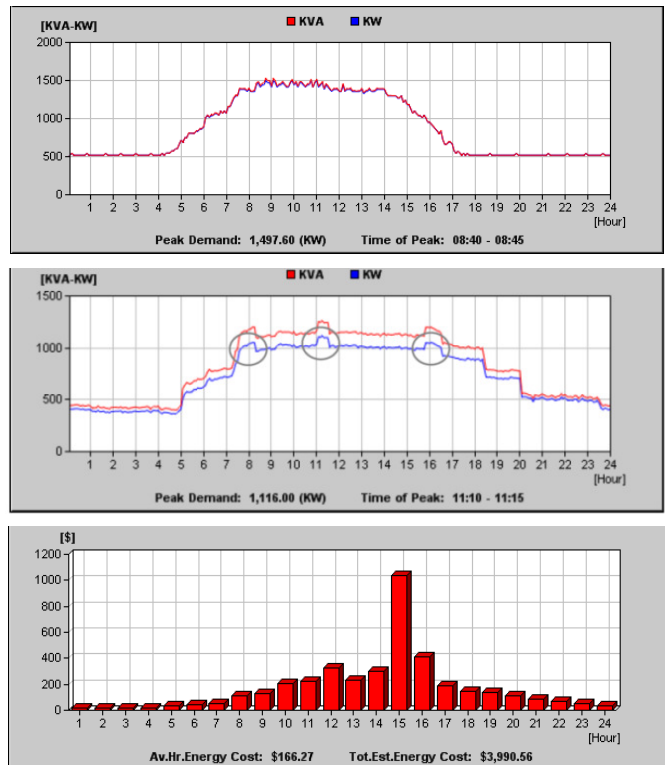 [KVA-KW]
KVA KW
2000
1500
1000
500
0
1 2 3 4 5 6 7 8 9 10 11 12 13 14 15 16 17 18 19 20 21 22 23 24
[Hour]
Peak Demand: 1,497.60 (KW) Time of Peak: 08:40 - 08:45
[KVA-KW]
KVA KW
1500
1000
500
0
1 2 3 4 5 6 7 8 9 10 11 12 13 14 15 16 17 18 19 20 21 22 23 24
[Hour]
Peak Demand: 1,116.00 (KW) Time of Peak: 11:10 - 11:15
[$]
1200
1000
800
600
400
200
0
1 2 3 4 5 6 7 8 9 10 11 12 13 14 15 16 17 18 19 20 21 22 23 24
[Hour]
Av.Hr.Energy Cost: $166.27 Tot.Est.Energy Cost: $3,990.56